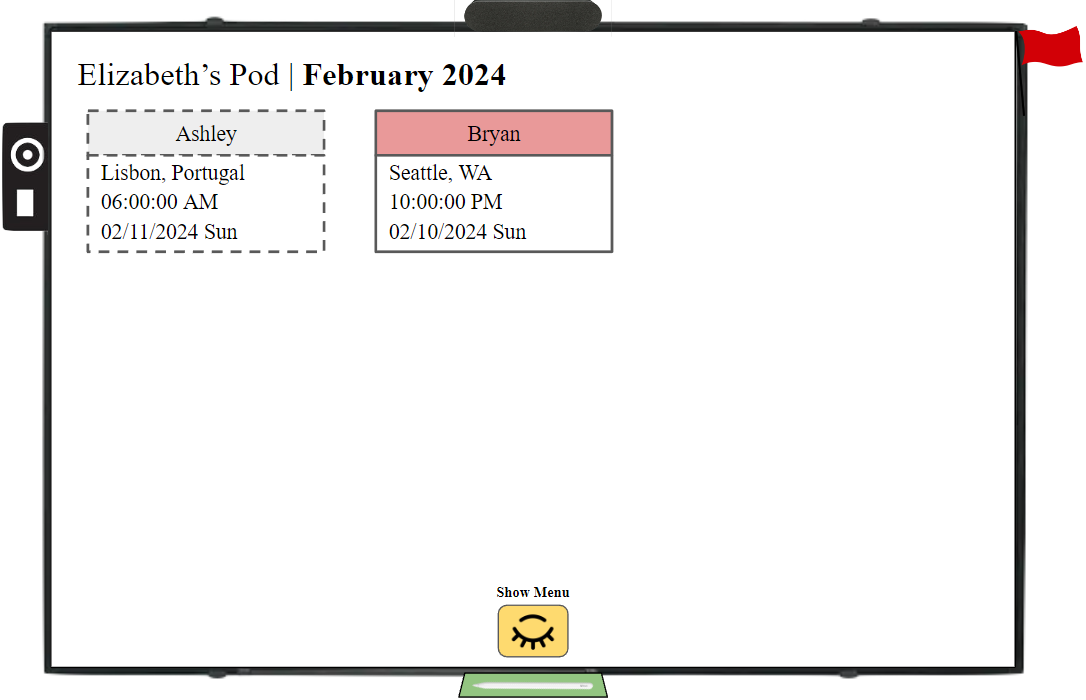 Elizabeth’s Pod | February 2024
Ashley
Lisbon, Portugal
06:00:00 AM
02/11/2024 Sun
Bryan
Seattle, WA
10:00:00 PM
02/10/2024 Sun
Show Menu